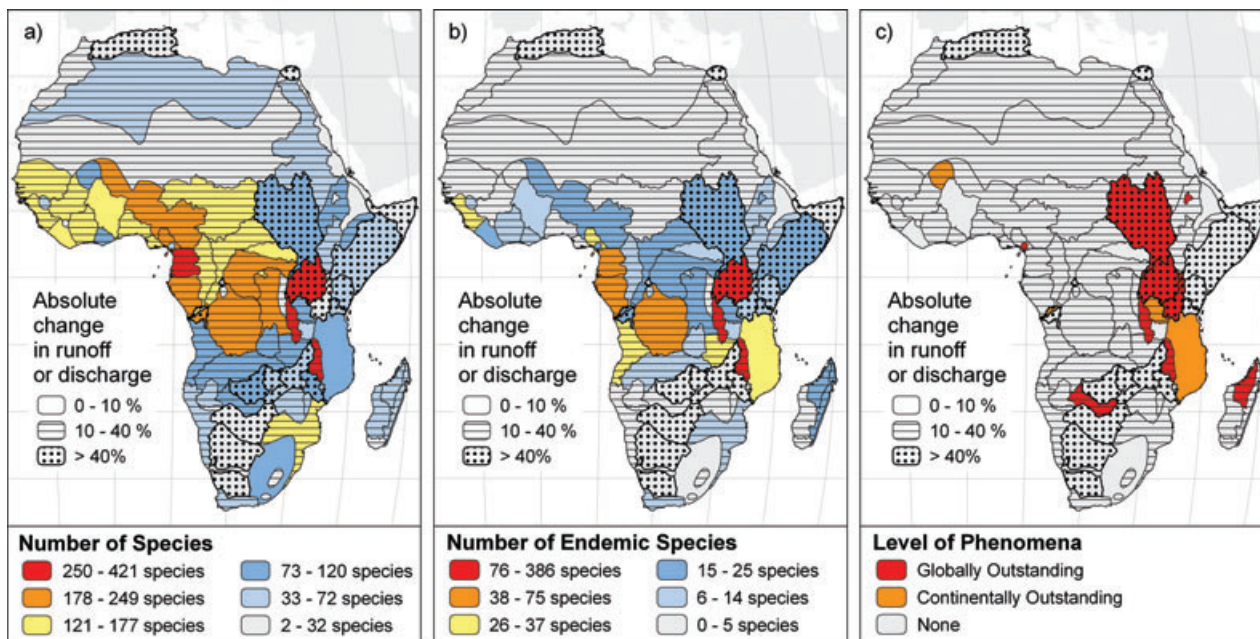 a)
Absolute
change
in runoff
or discharge
0 - 10 %
10 - 40 %
> 40%
Number of Species
250 - 421 species
178 - 249 species
121 - 177 species
73 - 120 species
33 - 72 species
2 - 32 species
b)
Absolute
change
in runoff
or discharge
0 - 10 %
10 - 40 %
> 40%
Number of Endemic Species
76 - 386 species
38 - 75 species
26 - 37 species
15 - 25 species
6 - 14 species
0 - 5 species
c)
Absolute
change
in runoff
or discharge
0 - 10 %
10 - 40 %
> 40%
Level of Phenomena
Globally Outstanding
Continentally Outstanding
None